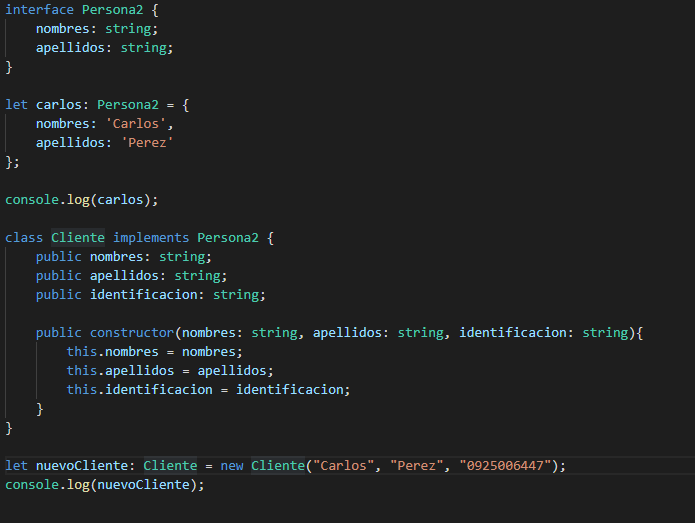 interface Persona2 {
    nombres: string;
    apellidos: string;
}

let carlos: Persona2 = {
    nombres: 'Carlos',
    apellidos: 'Perez'
};

console.log(carlos);

class Cliente implements Persona2 {
    public nombres: string;
    public apellidos: string;
    public identificacion: string;

    public constructor(nombres: string, apellidos: string, identificacion: string){
        this.nombres = nombres;
        this.apellidos = apellidos;
        this.identificacion = identificacion;
    }
}

let nuevoCliente: Cliente = new Cliente("Carlos", "Perez", "0925006447");
console.log(nuevoCliente);